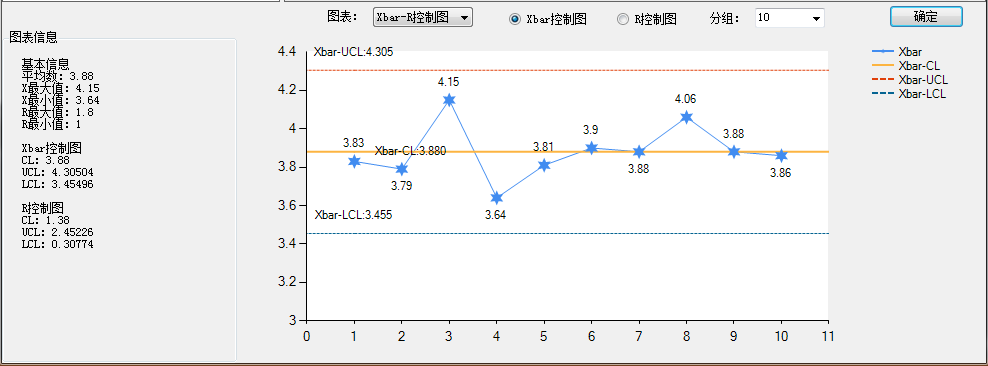 图表： Xbar-R控制图 Xbar控制图 R控制图 分组： 10 确定
图表信息
基本信息
平均数：3.88
X最大值：4.15
X最小值：3.64
R最大值：1.8
R最小值：1
Xbar控制图
CL：3.88
UCL：4.30504
LCL：3.45496
R控制图
CL：1.38
UCL：2.45226
LCL：0.30774
4.4
4.2
4
3.8
3.6
3.4
3.2
3
Xbar-UCL:4.305
Xbar-CL:3.880
Xbar-LCL:3.455
3.83
3.79
4.15
3.64
3.81
3.9
3.88
4.06
3.88
3.86
0 1 2 3 4 5 6 7 8 9 10 11
Xbar
Xbar-CL
Xbar-UCL
Xbar-LCL